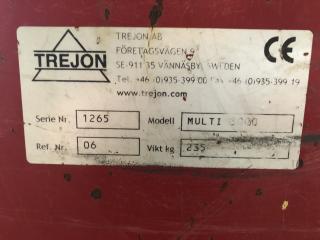 TREJON
TREJON AB
FÖRETAGSVÄGEN 9
SE-911 35 VÄNNÄSBY, SWEDEN
Tel. +46 (0)935-399 00 Fax +46 (0)935-399 19
www.trejon.com
CE
Serie Nr. 1265 Modell MULTI
Ref. Nr. 06 Vikt kg 235